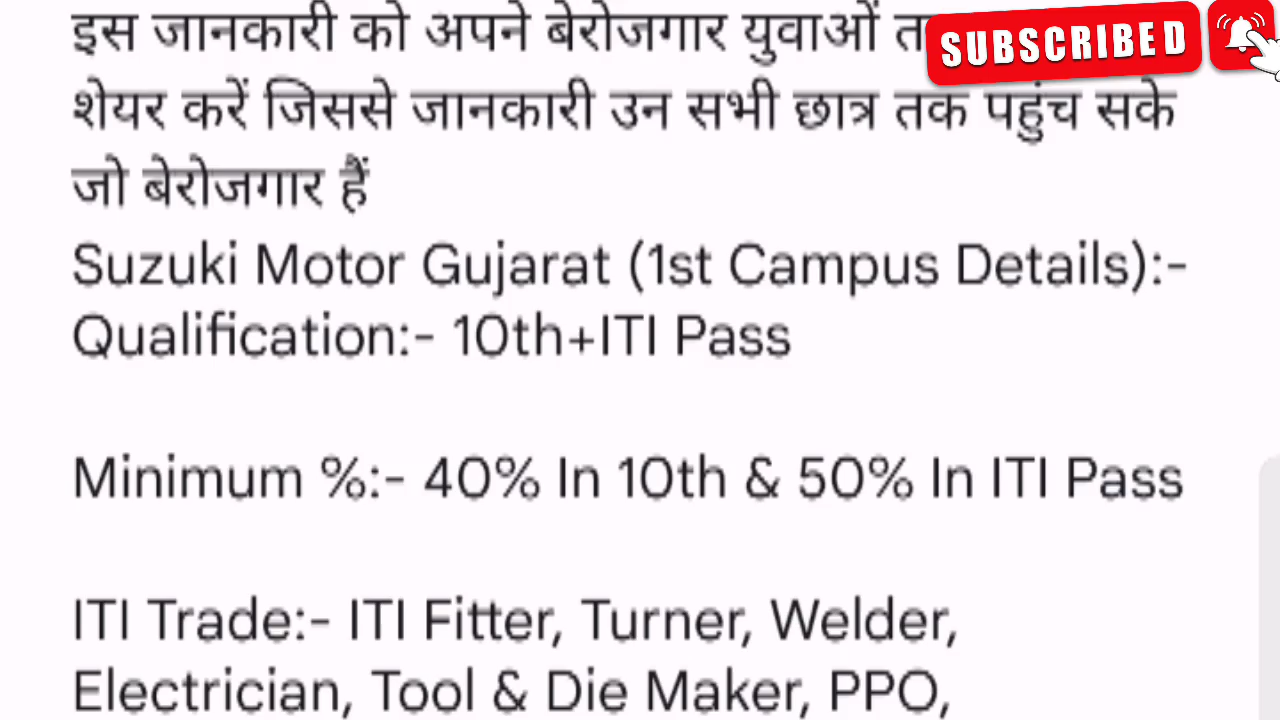 इस जानकारी को अपने बेरोजगार युवाओं
SUBSCRIBED
शेयर करें जिससे जानकारी उन सभी छात्र तक पहुंच सके
जो बेरोजगार हैं
Suzuki Motor Gujarat (1st Campus Details):-
Qualification:- 10th+ITI Pass
Minimum %:- 40% In 10th & 50% In ITI Pass
ITI Trade:- ITI Fitter, Turner, Welder,
Electrician, Tool & Die Maker, PPO,